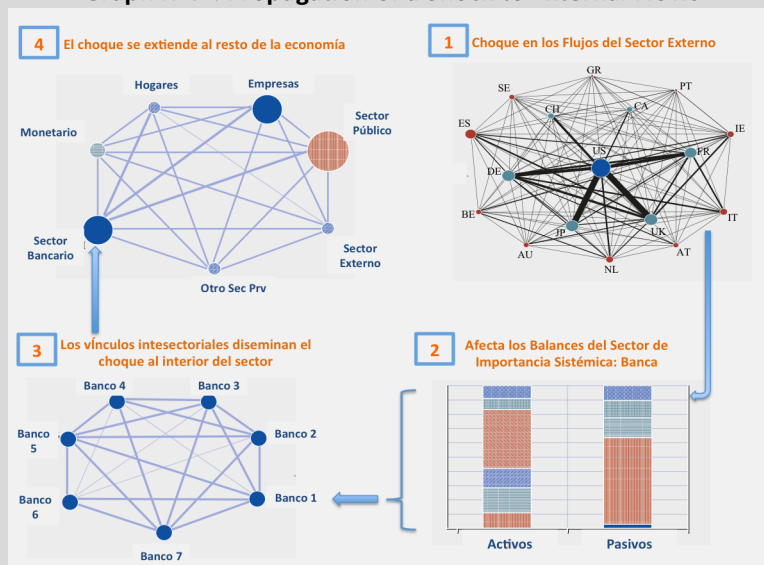 4
El choque se extiende al resto de la economía
1
Choque en los Flujos del Sector Externo
Hogares
Empresas
Sector
Público
Monetario
Sector
Bancario
Sector
Externo
Otro Sec Prv
GR
SE
PT
CH
CA
ES
IE
US
FR
DE
BE
IT
JP
UK
AU
AT
NL
3
Los vínculos intesectoriales diseminan el
choque al interior del sector
2
Afecta los Balances del Sector de
Importancia Sistémica: Banca
Banco 4
Banco 3
Banco
5
Banco 2
Banco 1
Banco
6
Banco 7
Activos
Pasivos